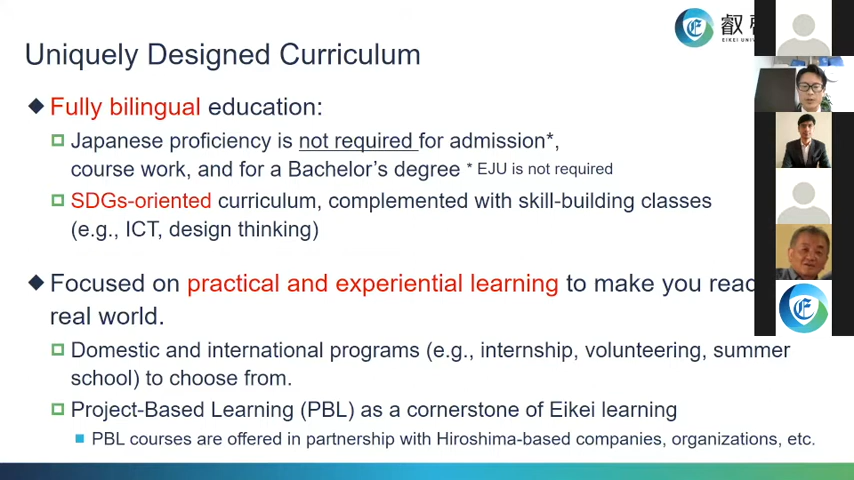 叡
EIKEI UNIV
Uniquely Designed Curriculum
Fully bilingual education:
Japanese proficiency is not required for admission*,
course work, and for a Bachelor's degree * EJU is not required
SDGs-oriented curriculum, complemented with skill-building classes
(e.g., ICT, design thinking)
Focused on practical and experiential learning to make you read
real world.
Domestic and international programs (e.g., internship, volunteering, summer
school) to choose from.
Project-Based Learning (PBL) as a cornerstone of Eikei learning
PBL courses are offered in partnership with Hiroshima-based companies, organizations, etc.